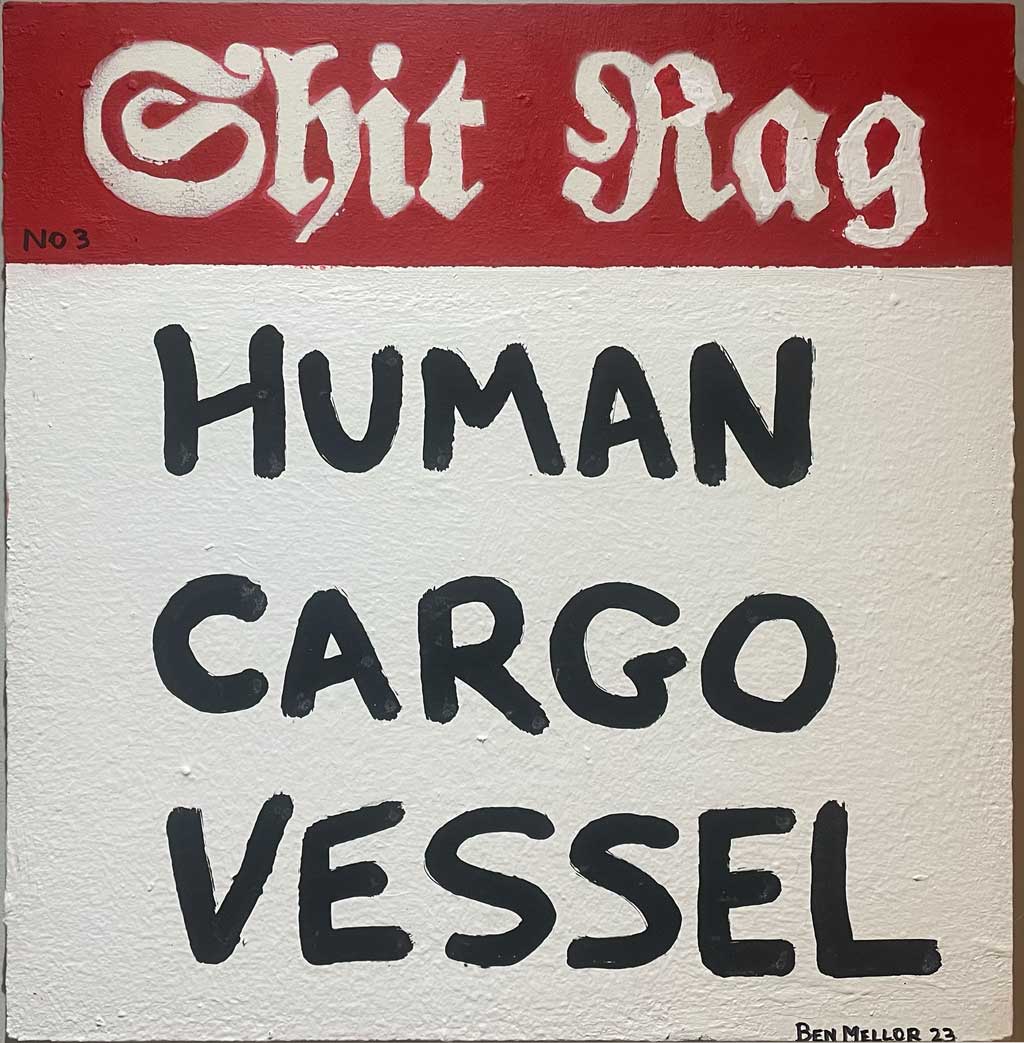 Shit Rag
No 3
HUMAN
CARGO
VESSEL
BEN MELLOR 23